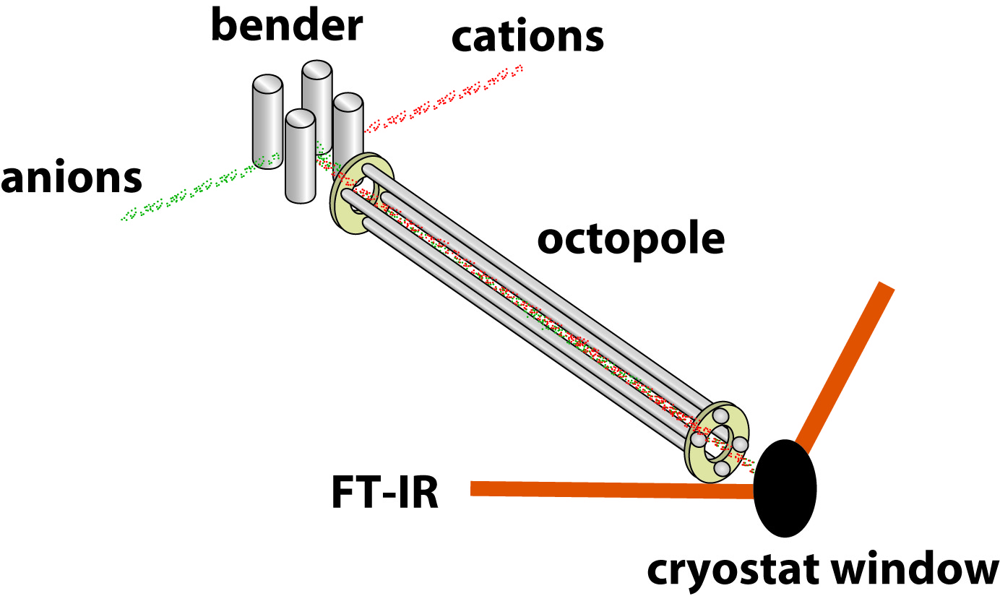 bender
cations
anions
octopole
FT-IR
cryostat window